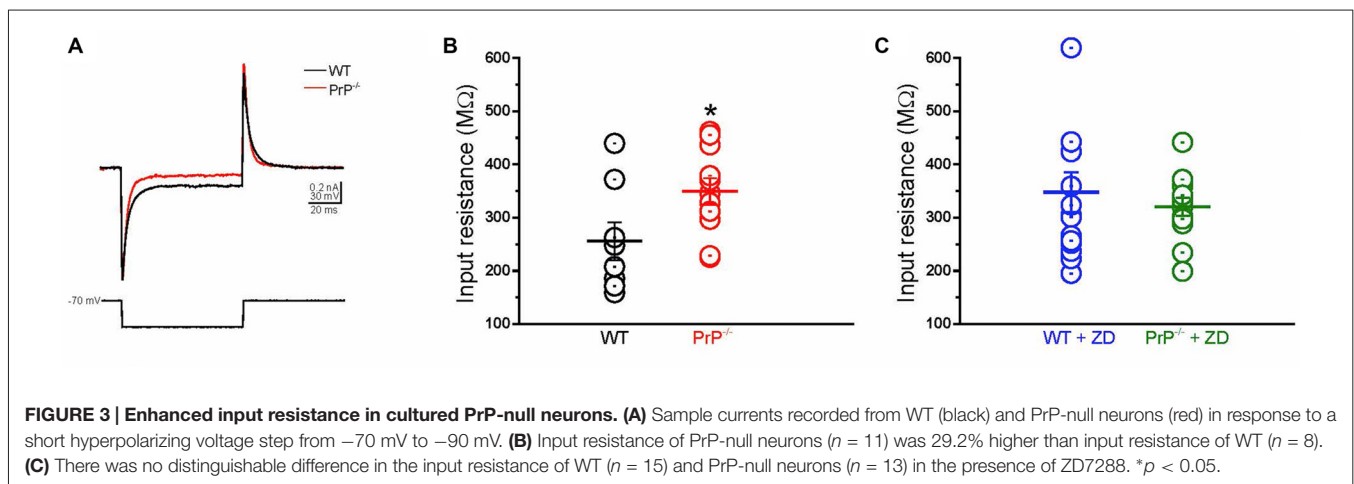 A
WT
PrP-/-
0.2 nA
30 mV
20 ms
-70 mV
B
Input resistance (MΩ)
600
500
400
300
200
100
*
WT
PrP-/-
C
Input resistance (MΩ)
600
500
400
300
200
100
WT + ZD
PrP-/- + ZD
FIGURE 3 | Enhanced input resistance in cultured PrP-null neurons. (A) Sample currents recorded from WT (black) and PrP-null neurons (red) in response to a
short hyperpolarizing voltage step from −70 mV to −90 mV. (B) Input resistance of PrP-null neurons (n = 11) was 29.2% higher than input resistance of WT (n = 8).
(C) There was no distinguishable difference in the input resistance of WT (n = 15) and PrP-null neurons (n = 13) in the presence of ZD7288. *p < 0.05.